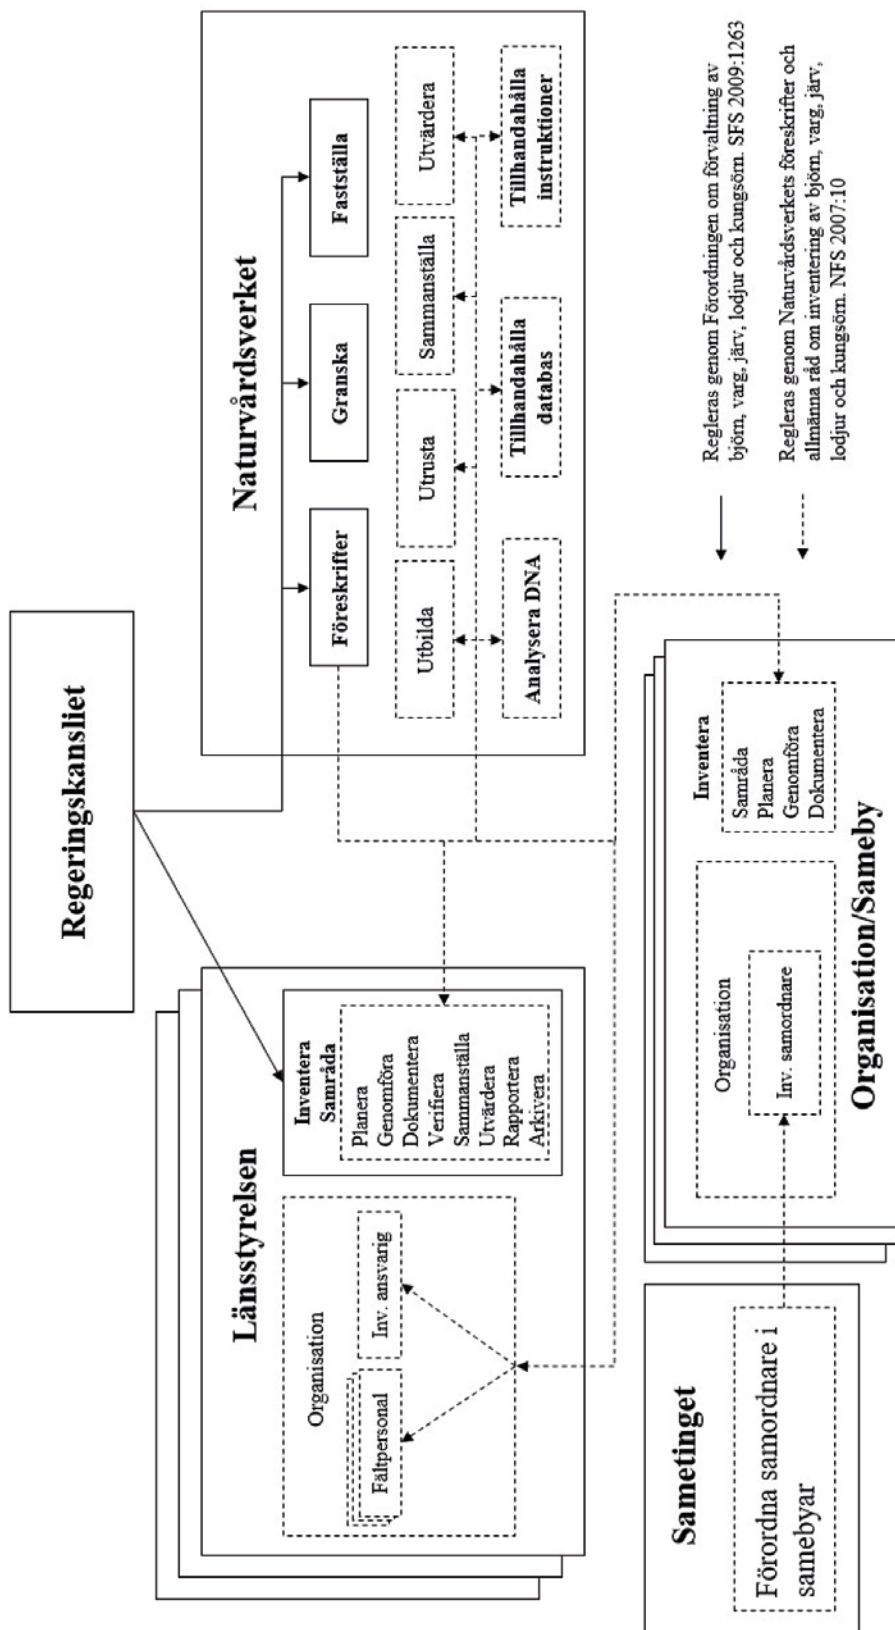 Regeringskansliet
Länsstyrelsen
Organisation
Fältpersonal
Inv. ansvarig
Inventera
Samråda
Planera
Genomföra
Dokumentera
Verifiera
Sammanställa
Utvärdera
Rapportera
Arkivera
Naturvårdsverket
Föreskrifter
Granska
Fastställa
Utbilda
Utrusta
Sammanställa
Utvärdera
Analysera DNA
Tillhandahålla
databas
Tillhandahålla
instruktioner
Sametinget
Förordna samordnare i
samebyar
Organisation
Inv. samordnare
Inventera
Samråda
Planera
Genomföra
Dokumentera
Organisation/Sameby
Regleras genom Förordningen om förvaltning av
björn, varg, järv, lodjur och kungsörn. SFS 2009:1263
Regleras genom Naturvårdsverkets föreskrifter och
allmänna råd om inventering av björn, varg, järv,
lodjur och kungsörn. NFS 2007:10